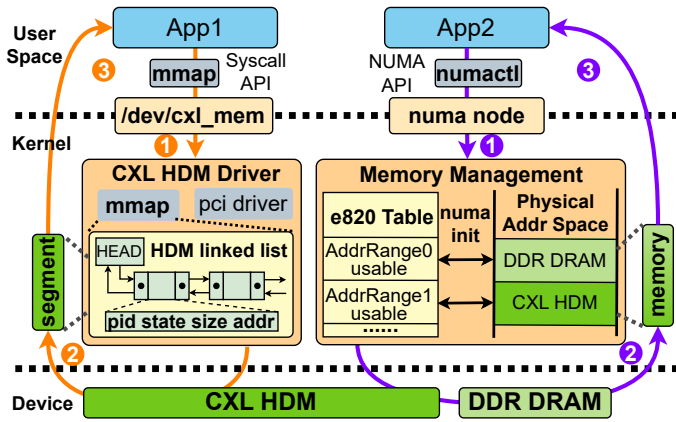 App1
App2
User
Space
3
mmap
Syscall
API
NUMA
API
numactl
3
/dev/cxl_mem
numa node
Kernel
1
1
CXL HDM Driver
mmap
pci driver
HDM linked list
HEAD
pid state size addr
segment
2
Memory Management
e820 Table
AddrRange0
usable
AddrRange1
usable
......
numa
init
Physical
Addr Space
DDR DRAM
CXL HDM
memory
2
Device
CXL HDM
DDR DRAM